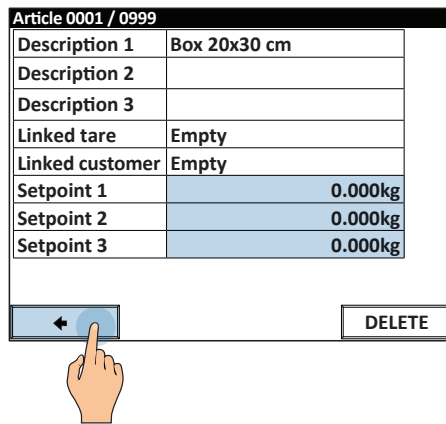 Article 0001 / 0999
Description 1 Box 20x30 cm
Description 2
Description 3
Linked tare Empty
Linked customer Empty
Setpoint 1 0.000kg
Setpoint 2 0.000kg
Setpoint 3 0.000kg
DELETE